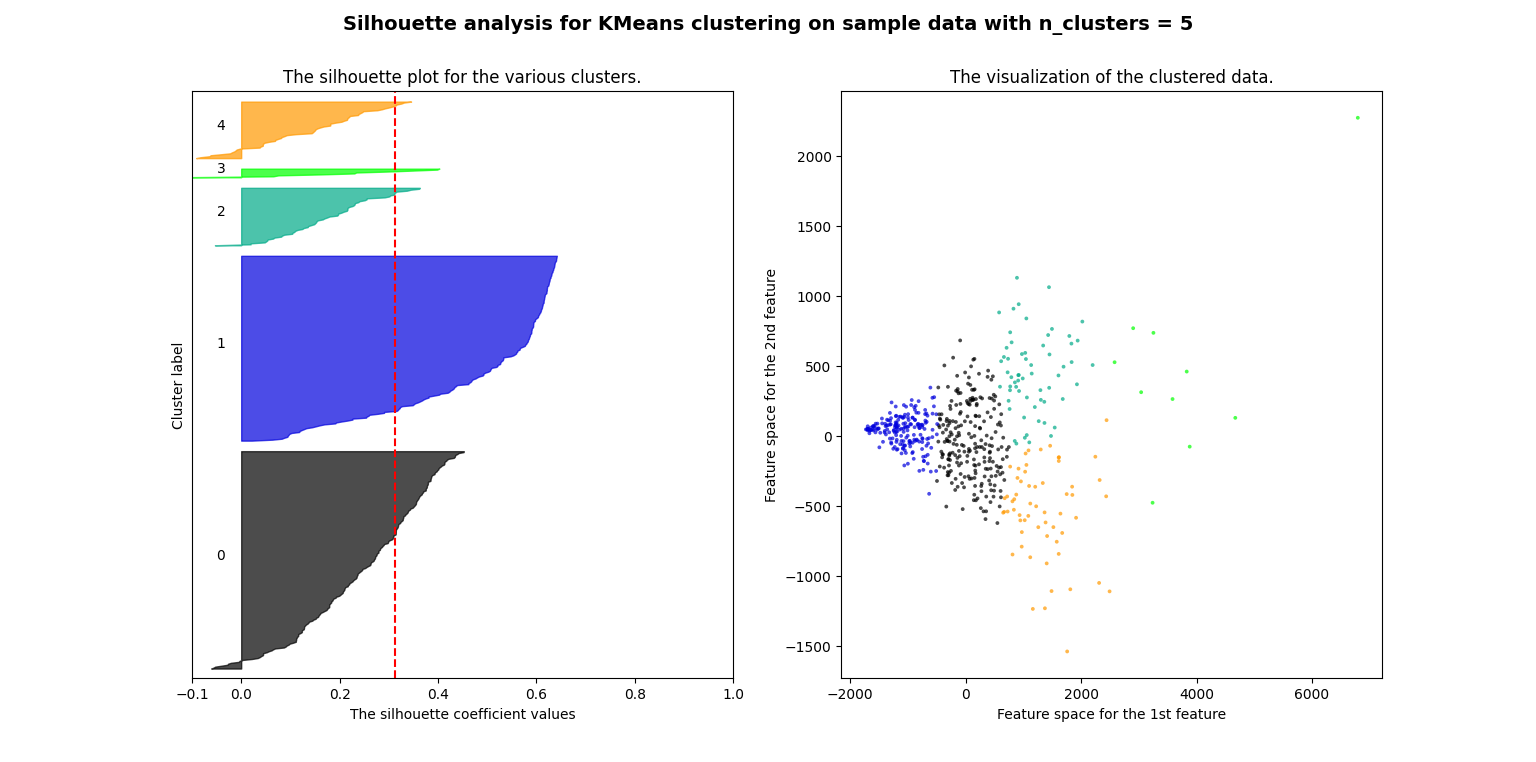 Silhouette analysis for KMeans clustering on sample data with n_clusters = 5
The silhouette plot for the various clusters.
4
3
2
1
0
Cluster label
−0.1 0.0 0.2 0.4 0.6 0.8 1.0
The silhouette coefficient values
The visualization of the clustered data.
2000
1500
1000
500
0
−500
−1000
−1500
Feature space for the 2nd feature
−2000 0 2000 4000 6000
Feature space for the 1st feature